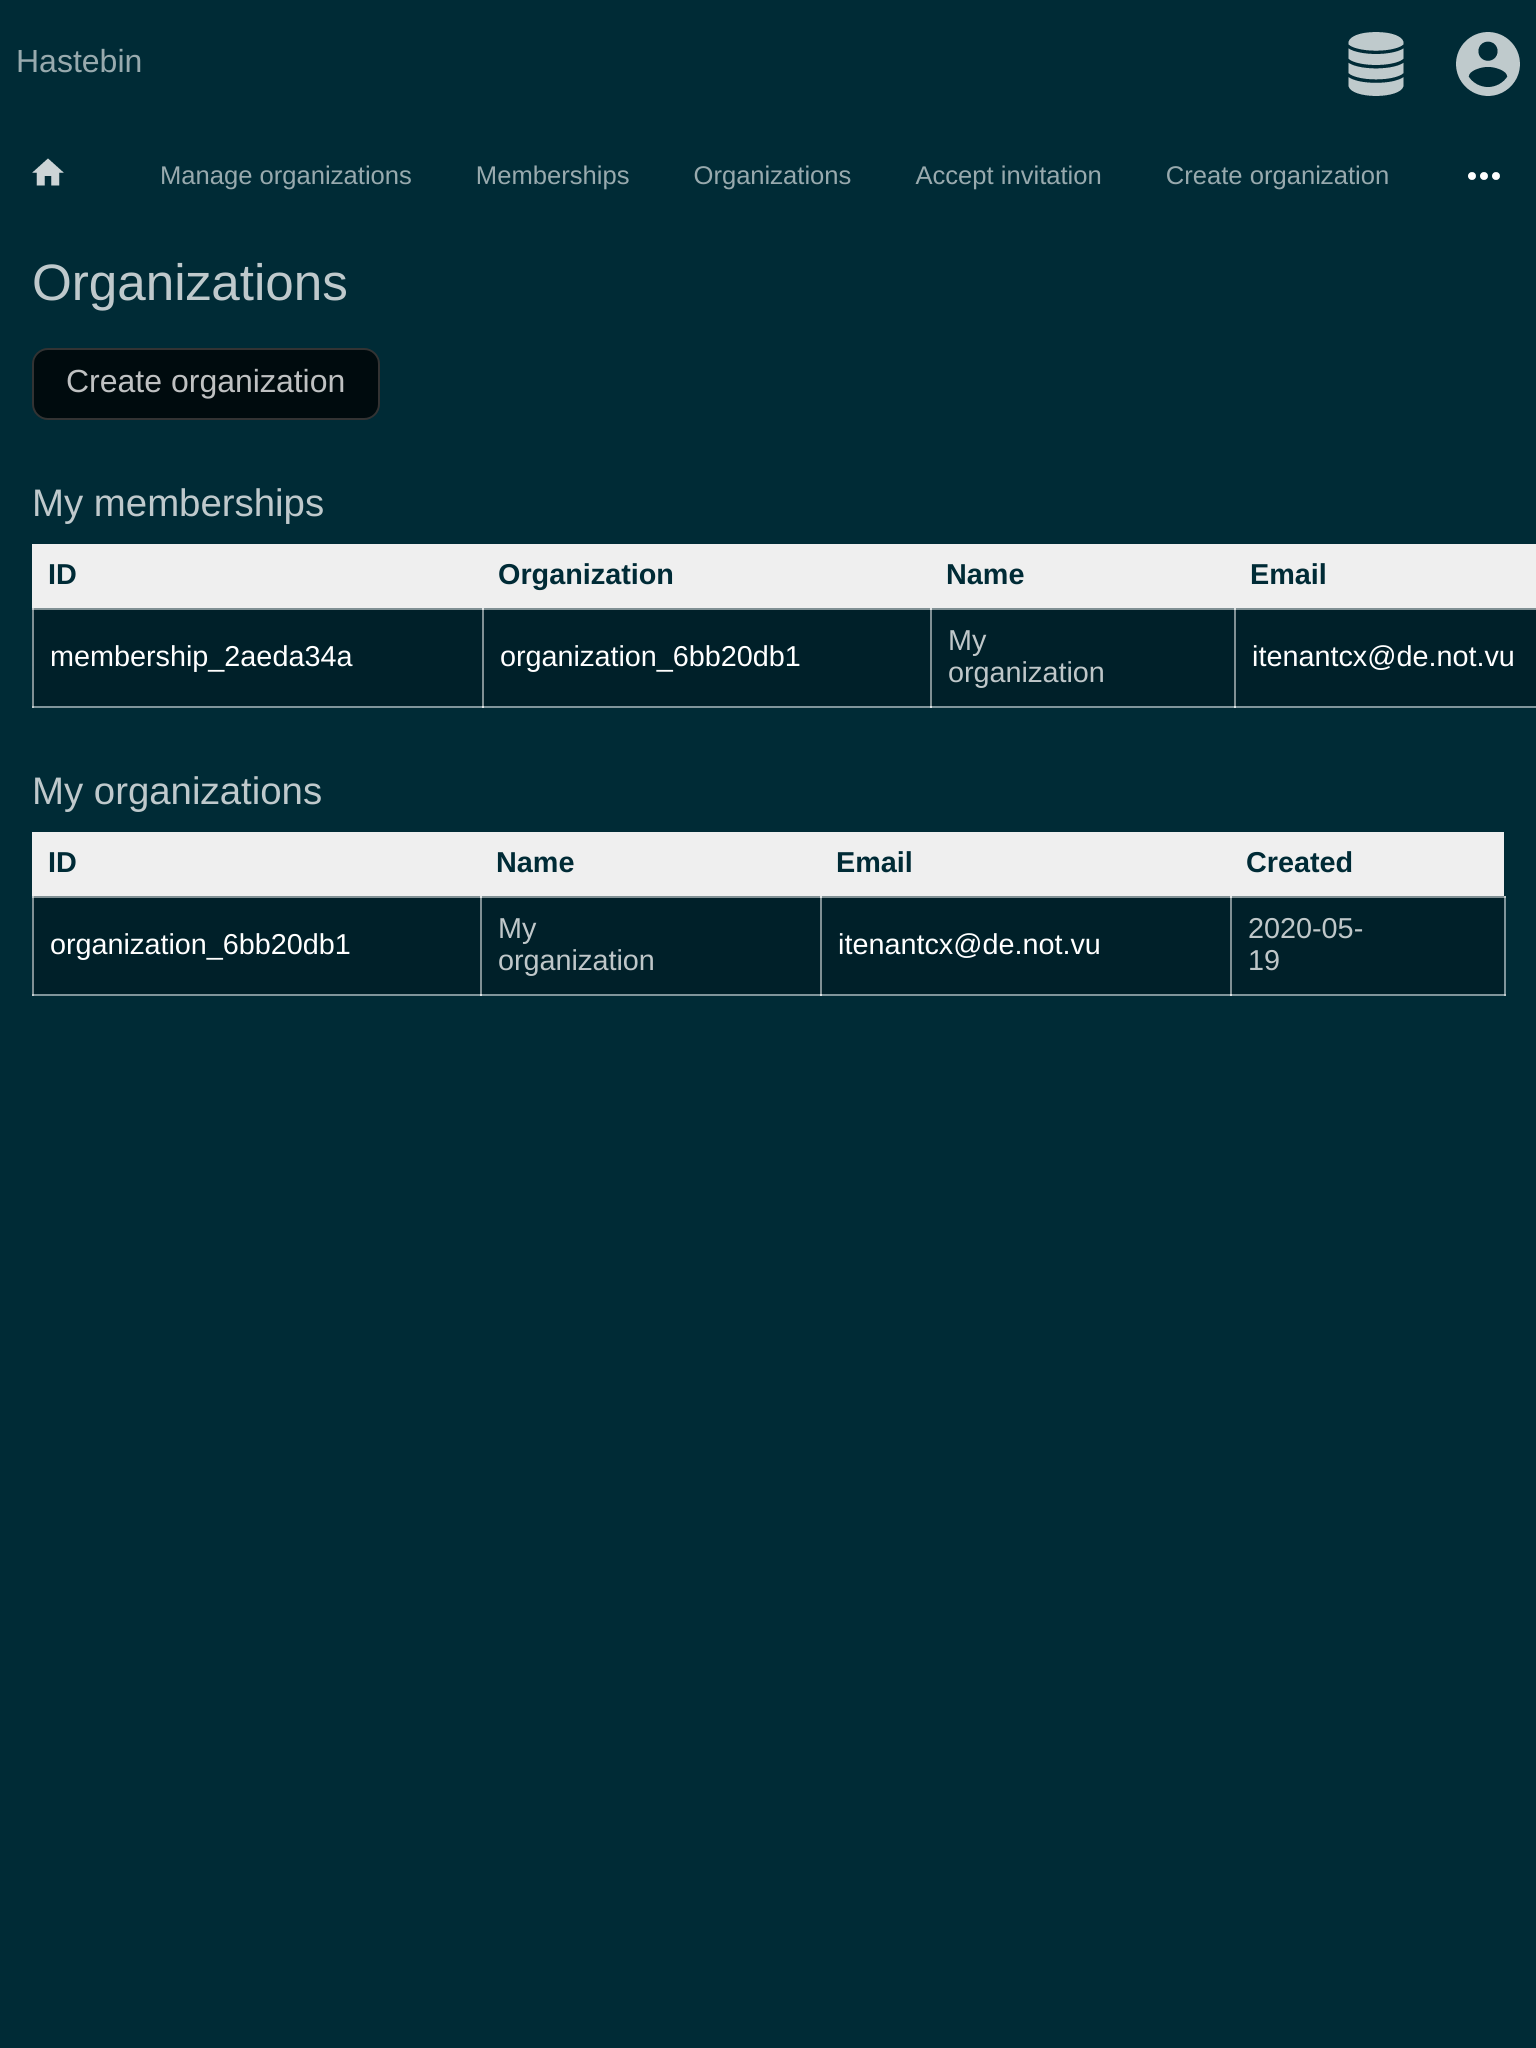 Hastebin
Manage organizations Memberships Organizations Accept invitation Create organization
Organizations
Create organization
My memberships
ID Organization Name Email
membership_2aeda34a organization_6bb20db1 My organization itenantcx@de.not.vu
My organizations
ID Name Email Created
organization_6bb20db1 My organization itenantcx@de.not.vu 2020-05-19